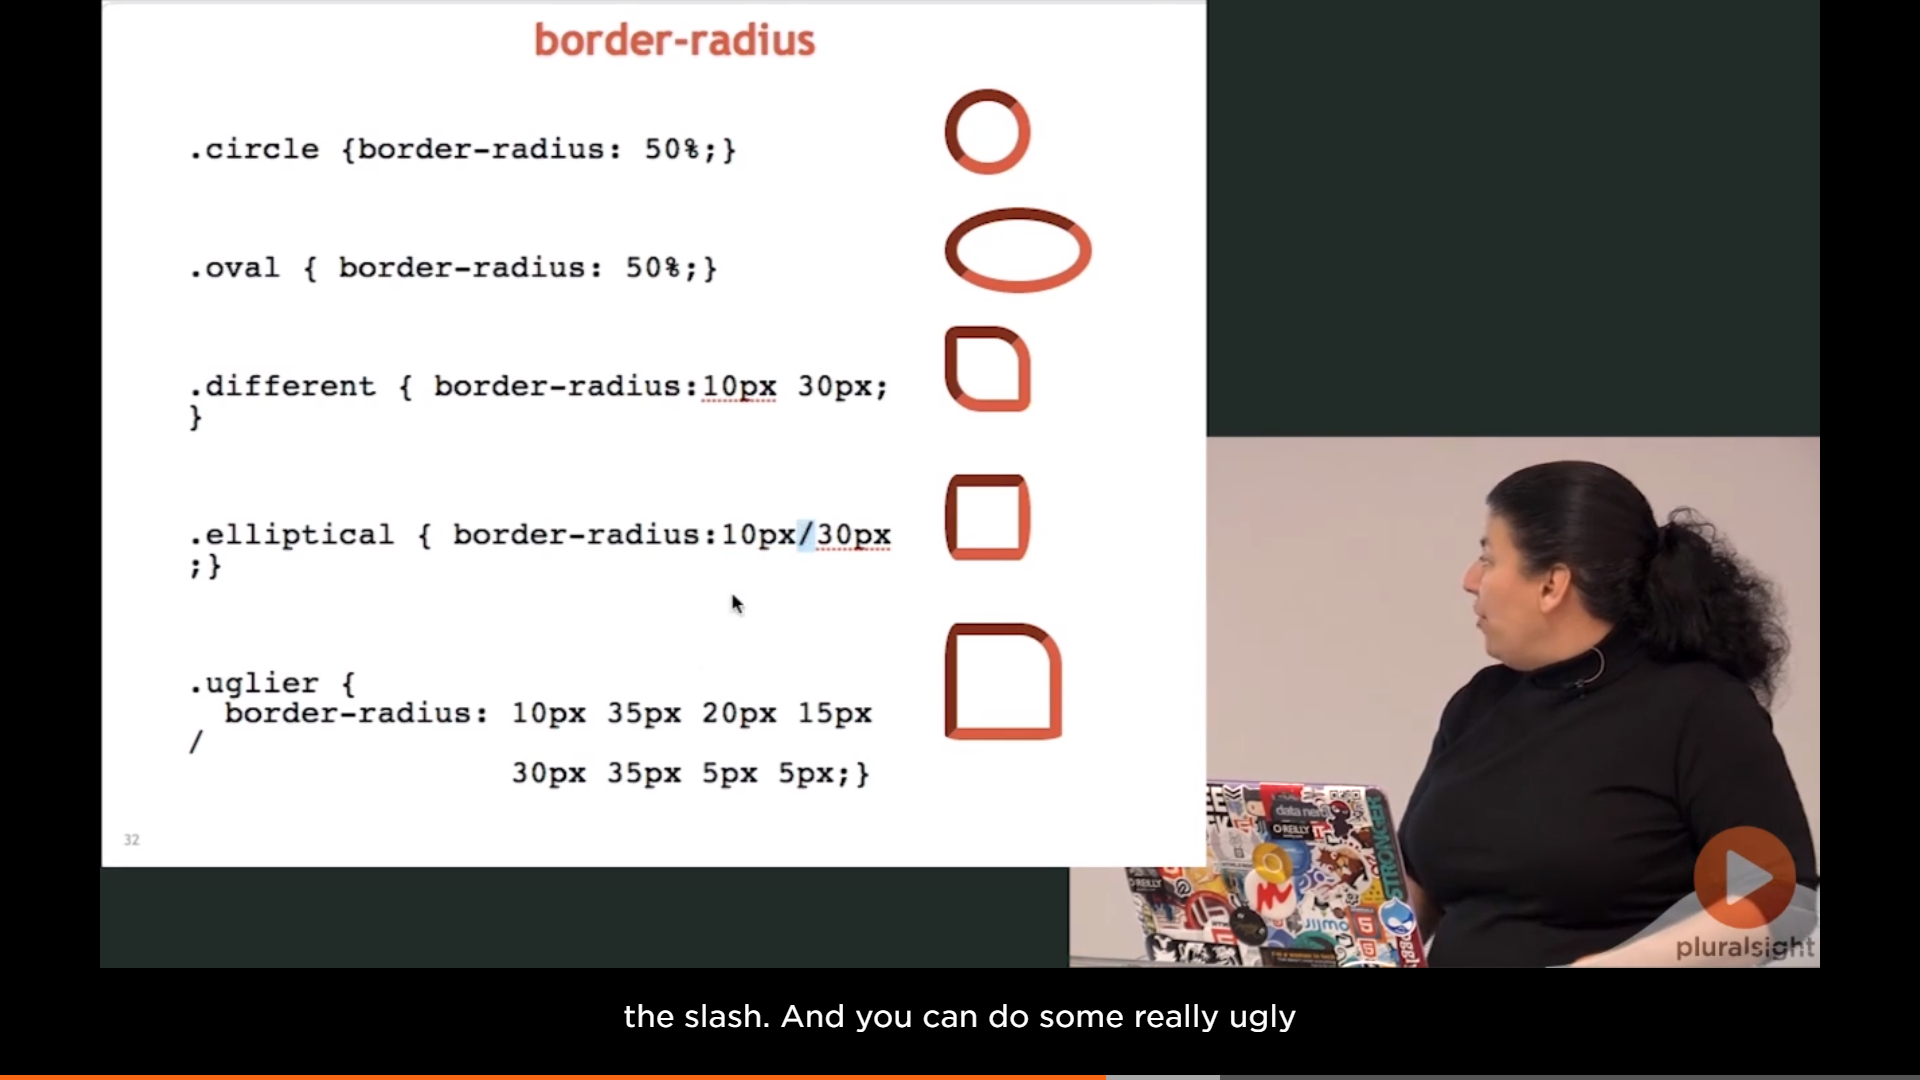 border-radius
.circle {border-radius: 50%;}
.oval { border-radius: 50%;}
.different { border-radius:10px 30px;
}
.elliptical { border-radius:10px/30px
;}
.uglier {
border-radius: 10px 35px 20px 15px
/
30px 35px 5px 5px;}
32
data nerd
O'REILLY
STRONGER
O'REILLY
jijmo
pluralsight
the slash. And you can do some really ugly